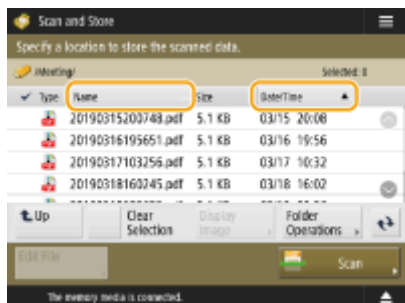 Scan and Store
Specify a location to store the scanned data.
/Meeting/ Selected: 0
Type Name Size Date/Time
20190315200748.pdf 5.1 KB 03/15 20:08
20190316195651.pdf 5.1 KB 03/16 19:56
20190317103256.pdf 5.1 KB 03/17 10:32
20190318160245.pdf 5.1 KB 03/18 16:02
Up Clear Selection Display Image Folder Operations
Edit File Scan
The memory media is connected.